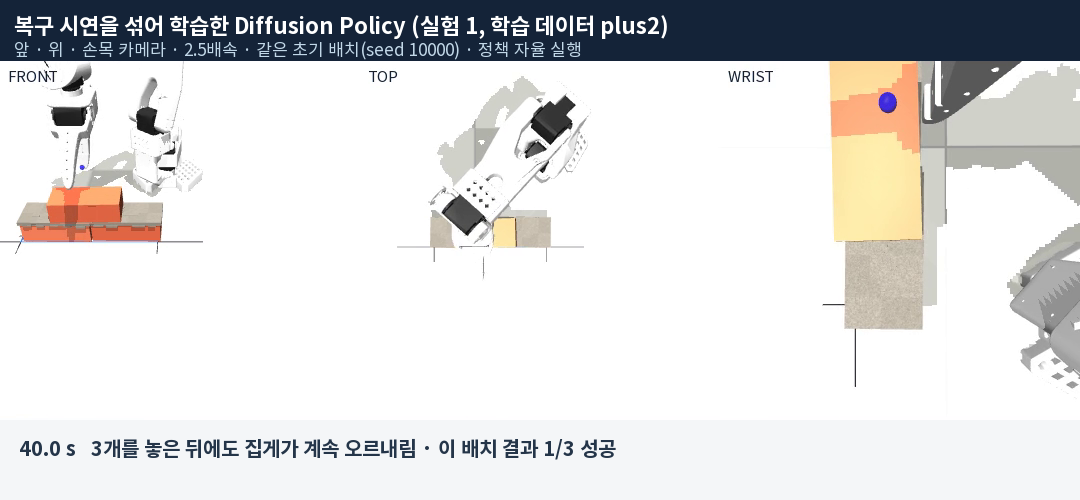 복구 시연을 섞어 학습한 Diffusion Policy (실험 1, 학습 데이터 plus2)
앞 · 위 · 손목 카메라 · 2.5배속 · 같은 초기 배치(seed 10000) · 정책 자율 실행
FRONT TOP WRIST
40.0 s 3개를 놓은 뒤에도 집게가 계속 오르내림 · 이 배치 결과 1/3 성공